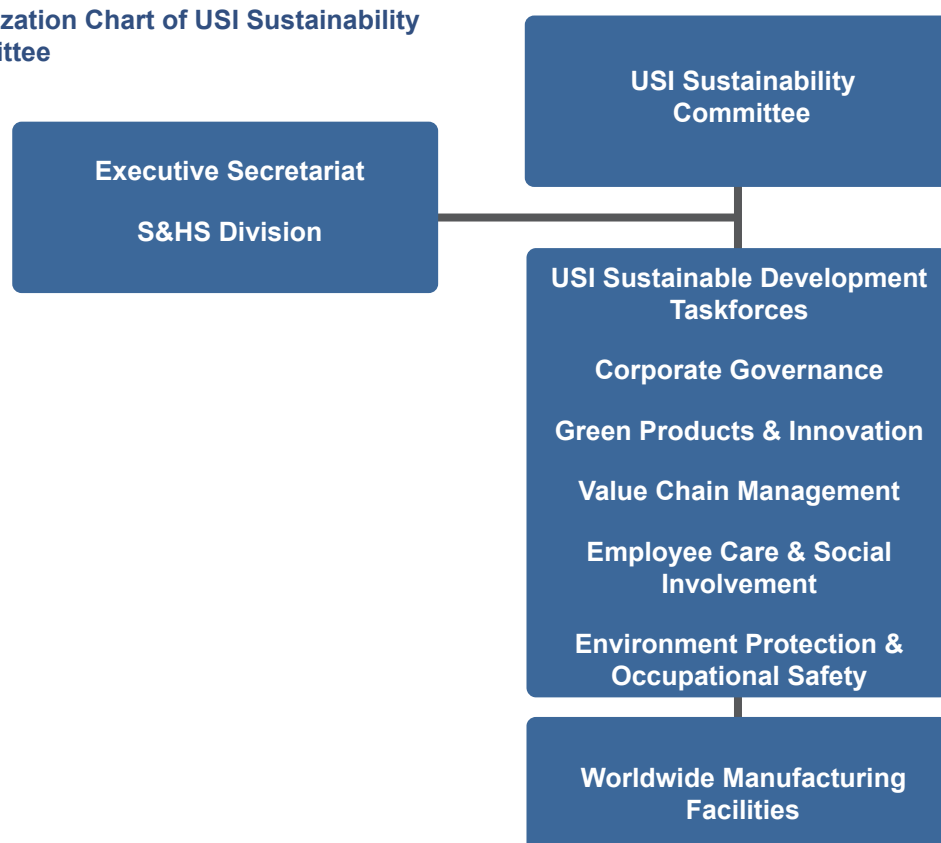 zation Chart of USI Sustainability
ittee
USI Sustainability
Committee
Executive Secretariat
S&HS Division
USI Sustainable Development
Taskforces
Corporate Governance
Green Products & Innovation
Value Chain Management
Employee Care & Social
Involvement
Environment Protection &
Occupational Safety
Worldwide Manufacturing
Facilities